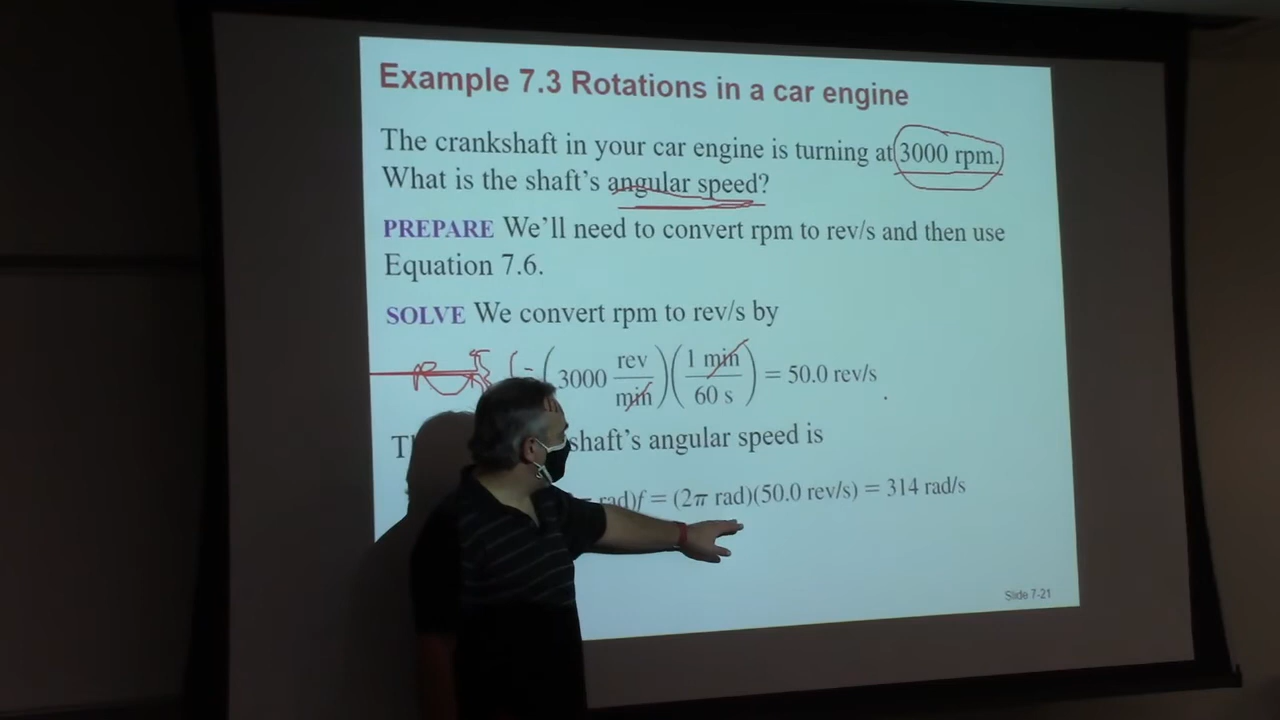 Example 7.3 Rotations in a car engine
The crankshaft in your car engine is turning at 3000 rpm.
What is the shaft's angular speed?
PREPARE We'll need to convert rpm to rev/s and then use
Equation 7.6.
SOLVE We convert rpm to rev/s by
= (3000 rev/min)(1 min/60 s) = 50.0 rev/s
shaft's angular speed is
rad)f = (2π rad)(50.0 rev/s) = 314 rad/s
Slide 7-21